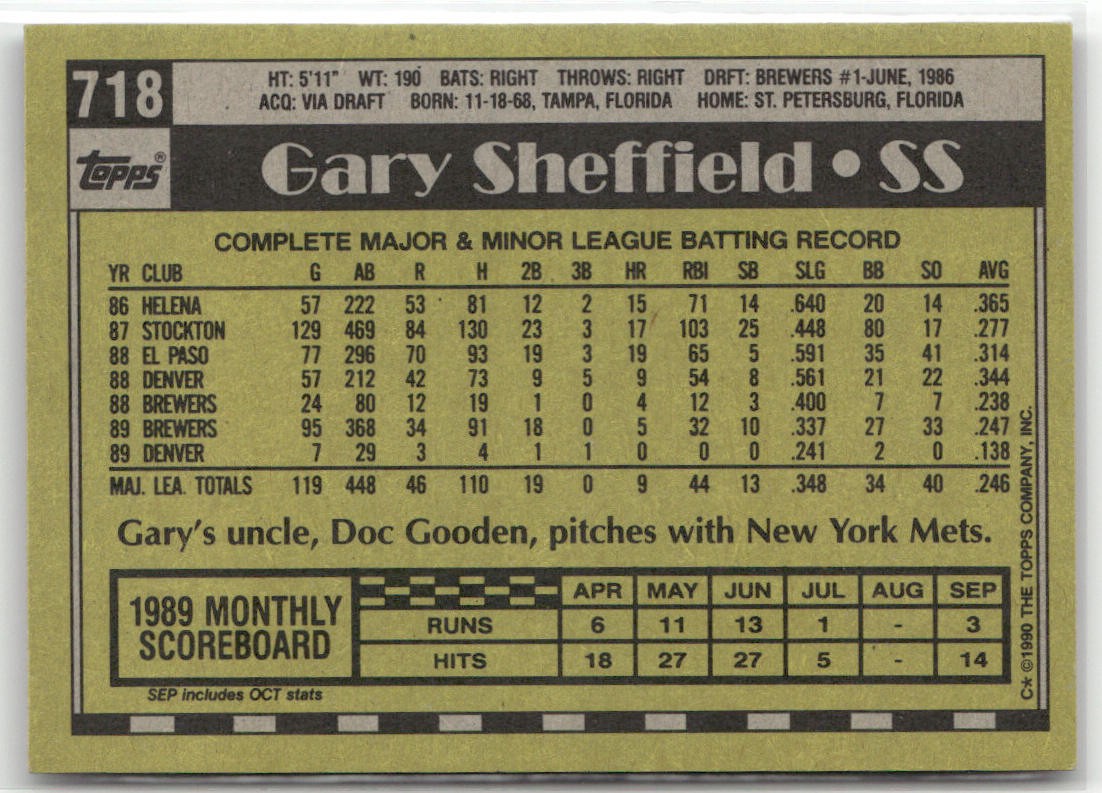 718
HT: 5'11" WT: 190 BATS: RIGHT THROWS: RIGHT DRFT: BREWERS #1-JUNE, 1986
ACQ: VIA DRAFT BORN: 11-18-68, TAMPA, FLORIDA HOME: ST. PETERSBURG, FLORIDA
Topps®
Gary Sheffield • SS
COMPLETE MAJOR & MINOR LEAGUE BATTING RECORD
YR CLUB G AB R H 2B 3B HR RBI SB SLG BB SO AVG
86 HELENA 57 222 53 81 12 2 15 71 14 .640 20 14 .365
87 STOCKTON 129 469 84 130 23 3 17 103 25 .448 80 17 .277
88 EL PASO 77 296 70 93 19 3 19 65 5 .591 35 41 .314
88 DENVER 57 212 42 73 9 5 9 54 8 .561 21 22 .344
88 BREWERS 24 80 12 19 1 0 4 12 3 .400 7 7 .238
89 BREWERS 95 368 34 91 18 0 5 32 10 .337 27 33 .247
89 DENVER 7 29 3 4 1 1 0 0 0 .241 2 0 .138
MAJ. LEA. TOTALS 119 448 46 110 19 0 9 44 13 .348 34 40 .246
Gary's uncle, Doc Gooden, pitches with New York Mets.
1989 MONTHLY
SCOREBOARD
APR MAY JUN JUL AUG SEP
RUNS 6 11 13 1 - 3
HITS 18 27 27 5 - 14
SEP includes OCT stats
C* ©1990 THE TOPPS COMPANY, INC.